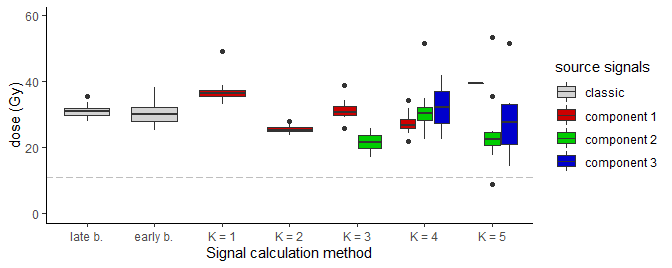 60
40
20
0
dose (Gy)
late b.
early b.
K = 1
K = 2
K = 3
K = 4
K = 5
Signal calculation method
source signals
classic
component 1
component 2
component 3